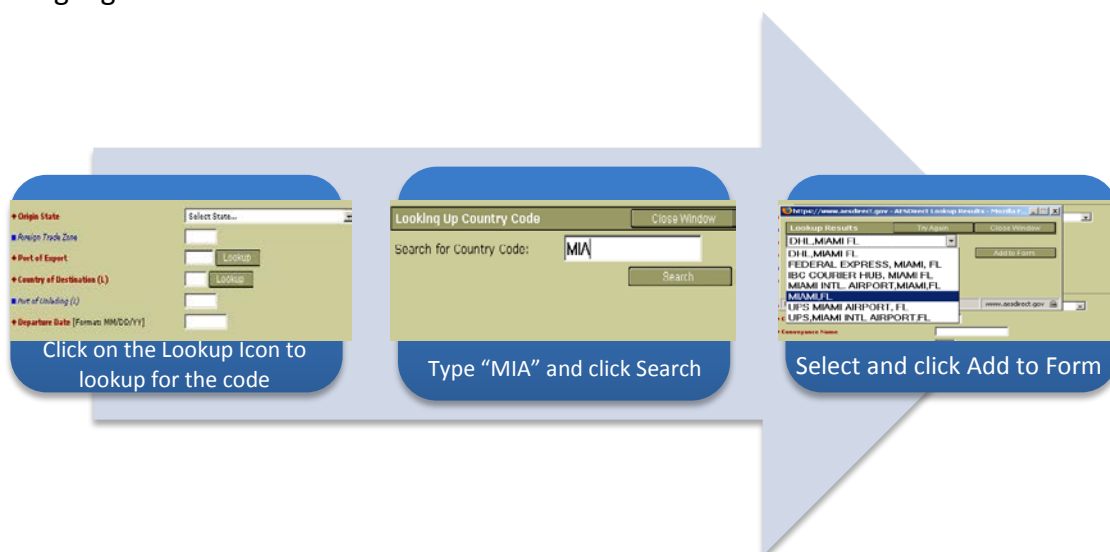 Origin State
Select State...
Foreign Trade Zone
Port of Export
Lookup
Country of Destination (L)
Lookup
Port of Unlading (L)
Departure Date [Format: MM/DD/YY]
Click on the Lookup Icon to
lookup for the code
Looking Up Country Code
Close Window
Search for Country Code:
MIA
Search
Type “MIA” and click Search
https://www.aesdirect.gov - AESDirect Lookup Results - Mozilla F...
Lookup Results
Try Again
Close Window
DHL,MIAMI FL
Add to Form
DHL,MIAMI FL
FEDERAL EXPRESS, MIAMI, FL
IBC COURIER HUB, MIAMI FL
MIAMI INTL. AIRPORT,MIAMI,FL
MIAMI,FL
www.aesdirect.gov
UPS MIAMI AIRPORT, FL
UPS,MIAMI INTL AIRPORT,FL
Conveyance Name
Select and click Add to Form